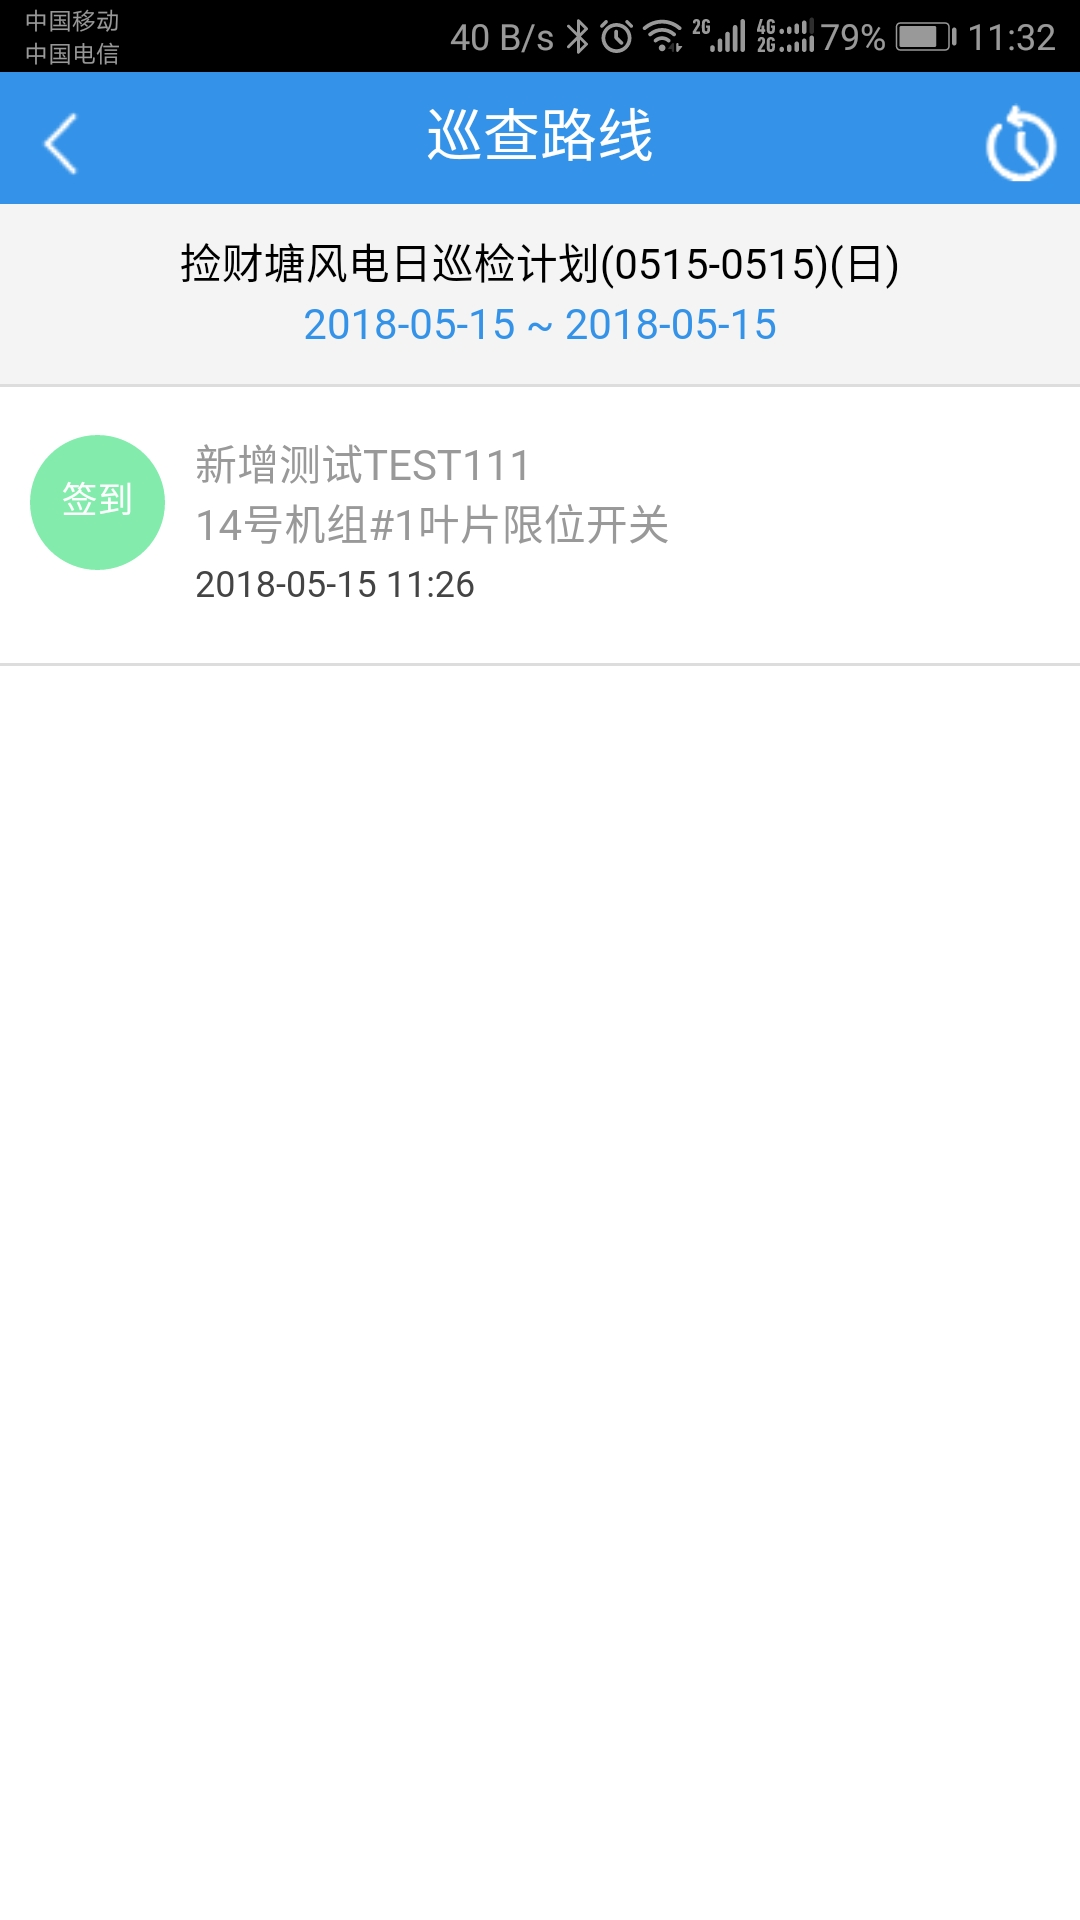 中国移动
中国电信
40 B/s 2G 4G 2G 79% 11:32
巡查路线
捡财塘风电日巡检计划(0515-0515)(日)
2018-05-15 ~ 2018-05-15
签到
新增测试TEST111
14号机组#1叶片限位开关
2018-05-15 11:26